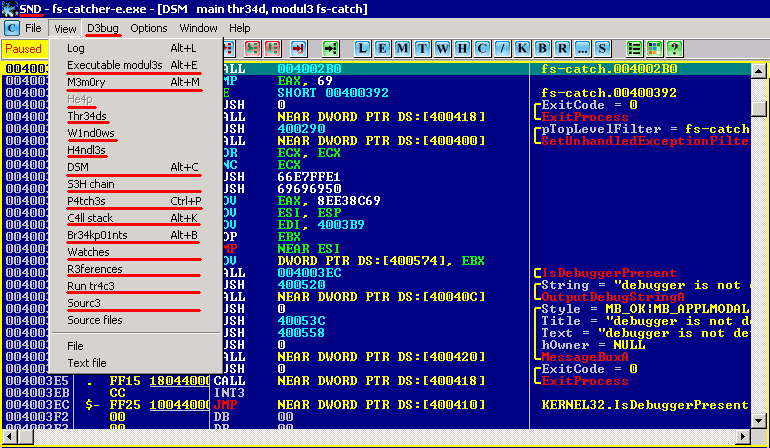 SND - fs-catcher-e.exe - [DSM main thr34d, modul3 fs-catch]
C File View D3bug Options Window Help
Paused L E M T W H C / K B R ... S ?
Log Alt+L
Executable modul3s Alt+E
M3m0ry Alt+M
He4p
Thr34ds
W1nd0ws
H4ndl3s
DSM Alt+C
S3H chain
P4tch3s Ctrl+P
C4ll stack Alt+K
Br34kp01nts Alt+B
Watches
R3ferences
Run tr4c3
Sourc3
Source files
File
Text file
CALL 004002B0 fs-catch.004002B0
EAX, 69
SHORT 00400392 fs-catch.00400392
0 ExitCode = 0
NEAR DWORD PTR DS:[400418] ExitProcess
400290 pTopLevelFilter = fs-catch
NEAR DWORD PTR DS:[400400] SetUnhandledExceptionFilter
ECX, ECX
ECX
66E7FFE1
69696950
EAX, 8EE38C69
ESI, ESP
EDI, 4003B9
EBX
NEAR ESI
DWORD PTR DS:[400574], EBX
004003EC IsDebuggerPresent
400520 String = "debugger is not d
NEAR DWORD PTR DS:[40040C] OutputDebugStringA
0 Style = MB_OK|MB_APPLMODAL
40053C Title = "debugger is not de
400558 Text = "debugger is not det
0 hOwner = NULL
NEAR DWORD PTR DS:[400420] MessageBoxA
0 ExitCode = 0
004003E5 . FF15 18044000 CALL NEAR DWORD PTR DS:[400418] ExitProcess
004003EB CC INT3
004003EC $- FF25 10044000 JMP NEAR DWORD PTR DS:[400410] KERNEL32.IsDebuggerPresent
004003F2 00 DB 00
00 DB 00